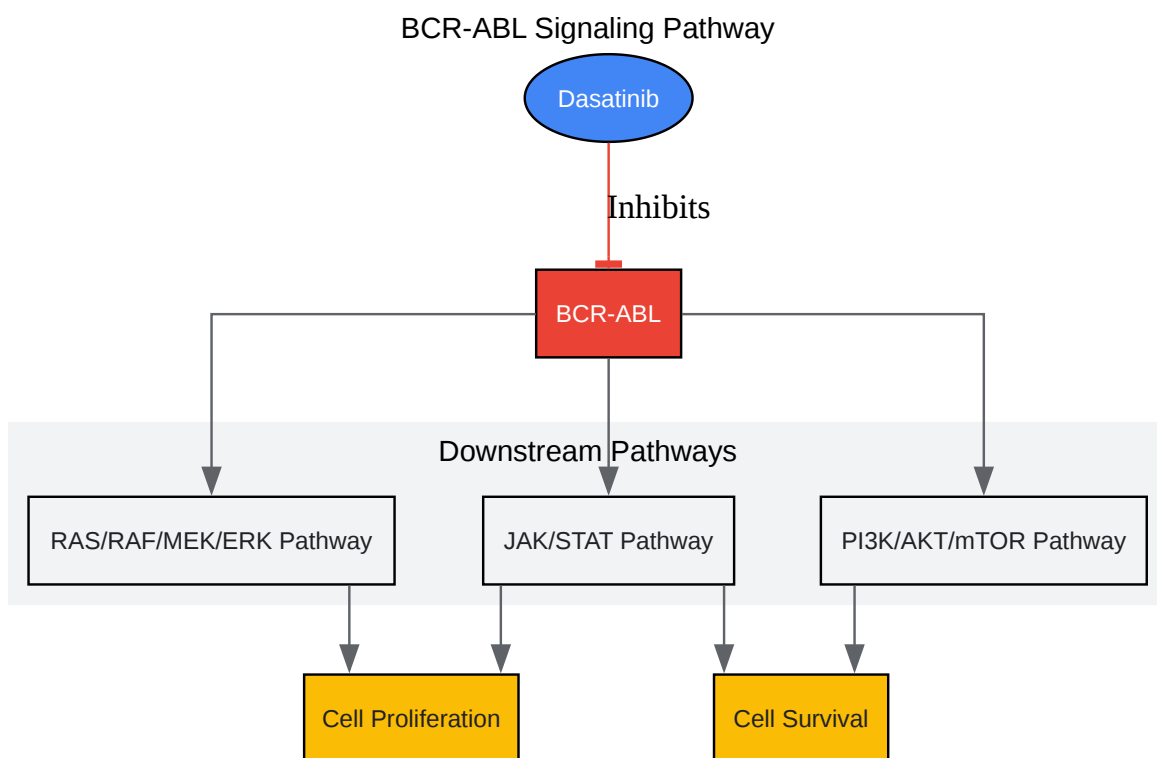 BCR-ABL Signaling Pathway
Dasatinib
Inhibits
BCR-ABL
Downstream Pathways
RAS/RAF/MEK/ERK Pathway
JAK/STAT Pathway
PI3K/AKT/mTOR Pathway
Cell Proliferation
Cell Survival